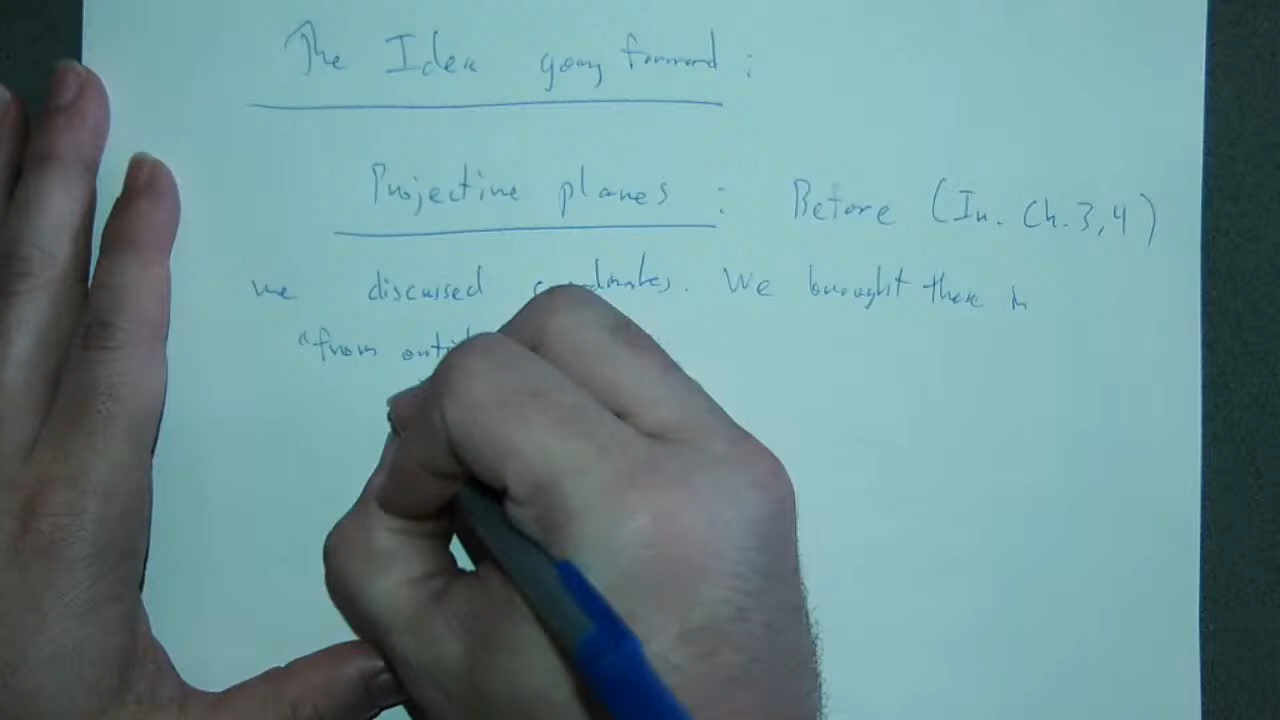 The Idea going forward :
Projective planes : Before (In. Ch. 3, 4)
we discussed coordinates. We brought these in
"from